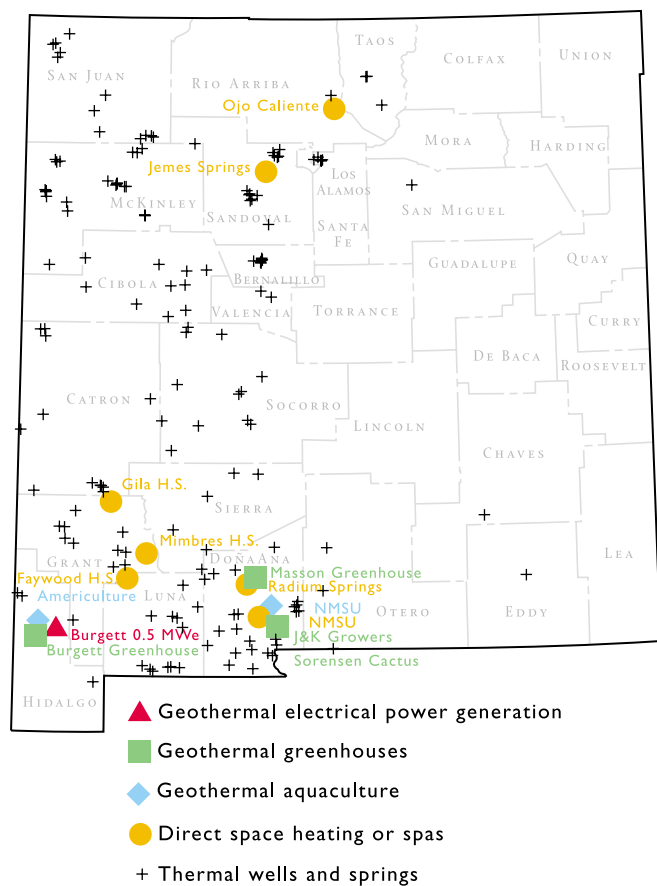 TAOS
UNION
COLFAX
SAN JUAN
RIO ARRIBA
Ojo Caliente
MORA
HARDING
Jemes Springs
LOS
ALAMOS
MCKINLEY
SAN MIGUEL
SANDOVAL
SANTA
FE
QUAY
GUADALUPE
CIBOLA
BERNALILLO
VALENCIA
TORRANCE
CURRY
DE BACA
ROOSEVELT
CATRON
SOCORRO
LINCOLN
CHAVES
Gila H.S.
SIERRA
Mimbres H.S.
LEA
GRANT
DOÑAANA
Masson Greenhouse
Faywood H.S.
Radium Springs
Americulture
LUNA
NMSU
OTERO
EDDY
NMSU
Burgett 0.5 MWe
J&K Growers
Burgett Greenhouse
Sorensen Cactus
HIDALGO
Geothermal electrical power generation
Geothermal greenhouses
Geothermal aquaculture
Direct space heating or spas
Thermal wells and springs